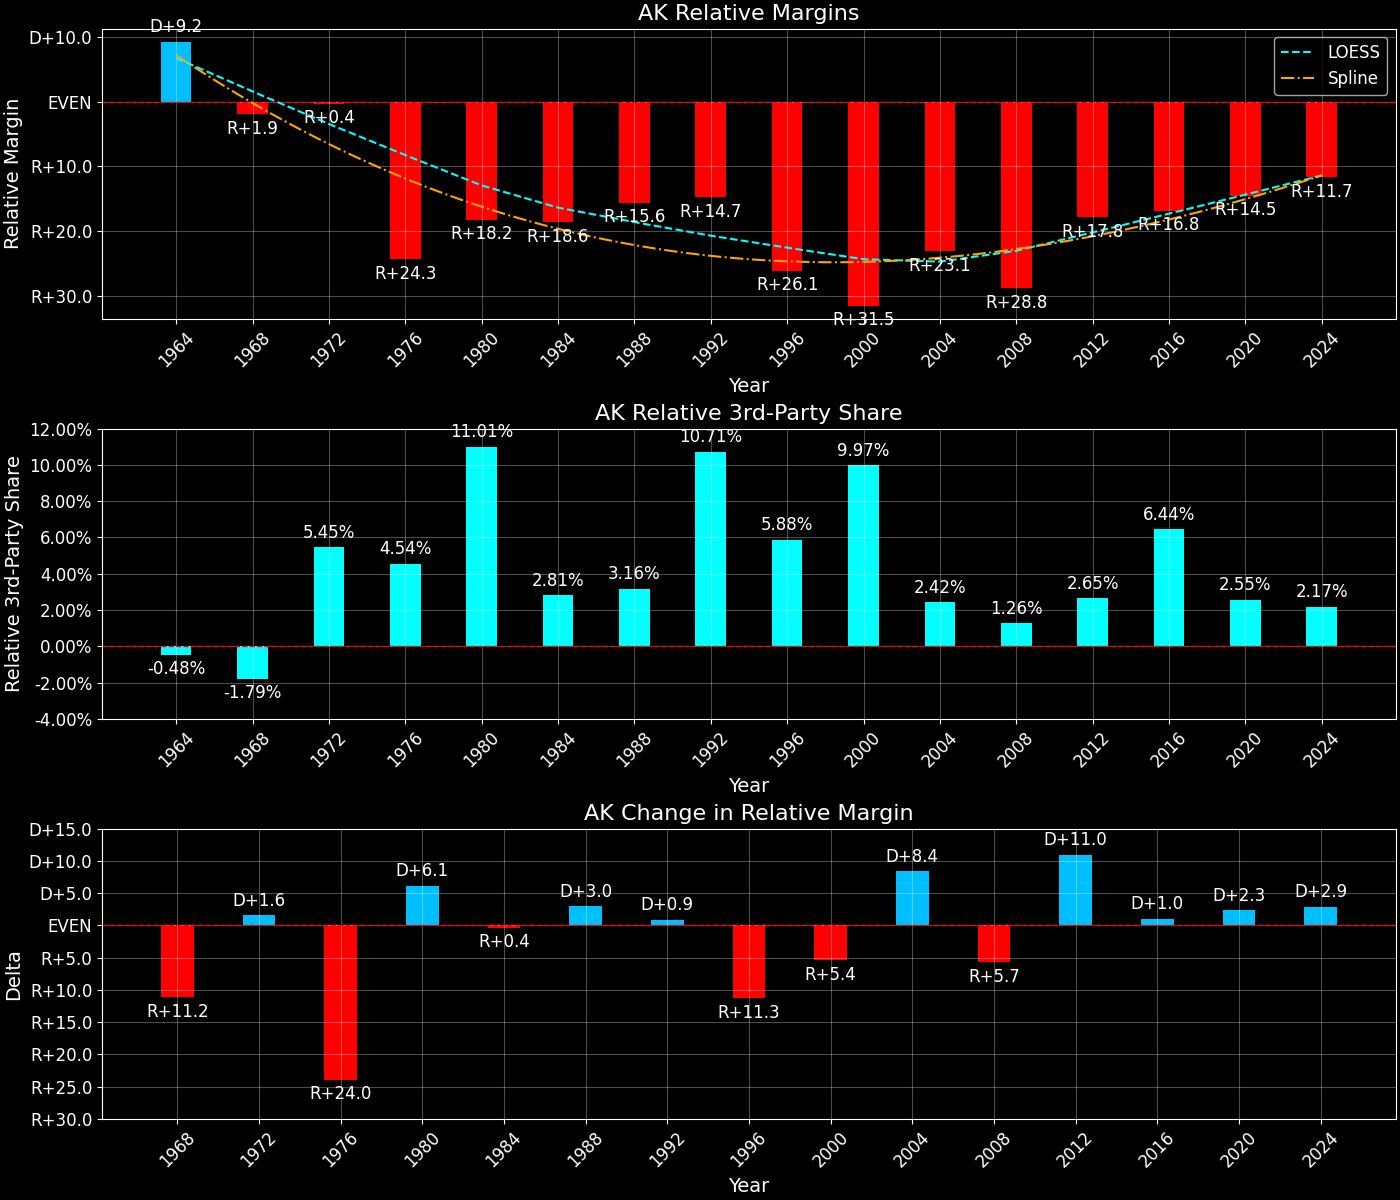 AK Relative Margins
Relative Margin
D+10.0
EVEN
R+10.0
R+20.0
R+30.0
D+9.2
R+1.9
R+0.4
R+24.3
R+18.2
R+18.6
R+15.6
R+14.7
R+26.1
R+31.5
R+23.1
R+28.8
R+17.8
R+16.8
R+14.5
R+11.7
LOESS
Spline
1964 1968 1972 1976 1980 1984 1988 1992 1996 2000 2004 2008 2012 2016 2020 2024
Year
AK Relative 3rd-Party Share
Relative 3rd-Party Share
12.00%
10.00%
8.00%
6.00%
4.00%
2.00%
0.00%
-2.00%
-4.00%
-0.48%
-1.79%
5.45%
4.54%
11.01%
2.81%
3.16%
10.71%
5.88%
9.97%
2.42%
1.26%
2.65%
6.44%
2.55%
2.17%
1964 1968 1972 1976 1980 1984 1988 1992 1996 2000 2004 2008 2012 2016 2020 2024
Year
AK Change in Relative Margin
Delta
D+15.0
D+10.0
D+5.0
EVEN
R+5.0
R+10.0
R+15.0
R+20.0
R+25.0
R+30.0
R+11.2
D+1.6
R+24.0
D+6.1
R+0.4
D+3.0
D+0.9
R+11.3
R+5.4
D+8.4
R+5.7
D+11.0
D+1.0
D+2.3
D+2.9
1968 1972 1976 1980 1984 1988 1992 1996 2000 2004 2008 2012 2016 2020 2024
Year